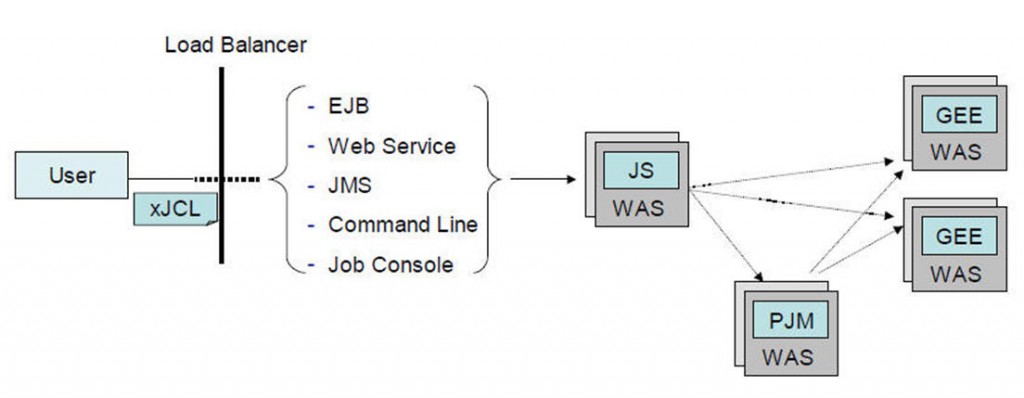 Load Balancer
User
xJCL
- EJB
- Web Service
- JMS
- Command Line
- Job Console
JS
WAS
GEE
WAS
GEE
WAS
PJM
WAS